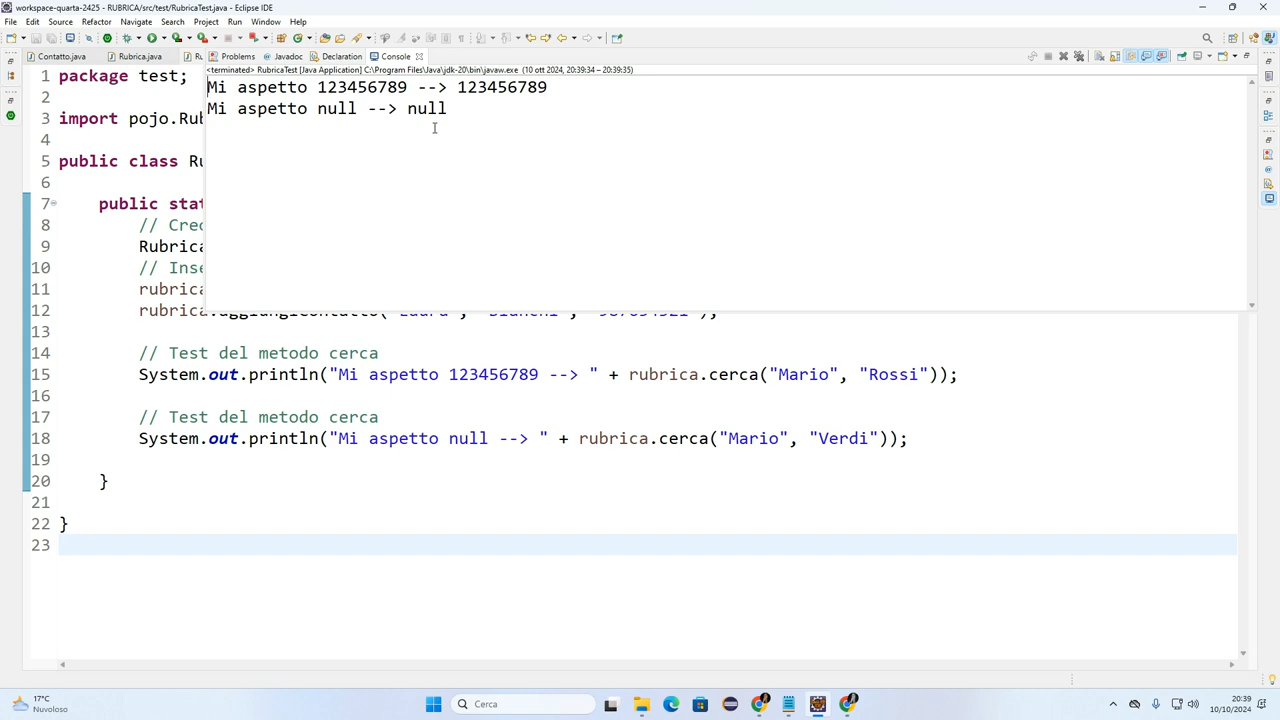 workspace-quarta-2425 - RUBRICA/src/test/RubricaTest.java - Eclipse IDE
File Edit Source Refactor Navigate Search Project Run Window Help
Contatto.java Rubrica.java Ru Problems Javadoc Declaration Console
<terminated> RubricaTest [Java Application] C:\Program Files\Java\jdk-20\bin\javaw.exe (10 ott 2024, 20:39:34 – 20:39:35)
Mi aspetto 123456789 --> 123456789
Mi aspetto null --> null
1 package test;
2
3 import pojo.Rub
4
5 public class Ru
6
7 public stat
8 // Crea
9 Rubrica
10 // Inse
11 rubrica
12 rubrica.aggiungiContatto("Laura", "Bianchi", "987654321");
13
14 // Test del metodo cerca
15 System.out.println("Mi aspetto 123456789 --> " + rubrica.cerca("Mario", "Rossi"));
16
17 // Test del metodo cerca
18 System.out.println("Mi aspetto null --> " + rubrica.cerca("Mario", "Verdi"));
19
20 }
21
22 }
23
17°C
Nuvoloso
Cerca
20:39
10/10/2024